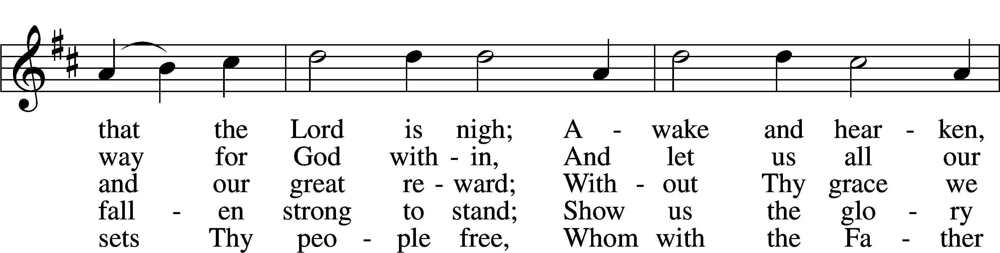 that the Lord is nigh; A - wake and hear - ken,
way for God with - in, And let us all our
and our great re - ward; With - out Thy grace we
fall - en strong to stand; Show us the glo - ry
sets Thy peo - ple free, Whom with the Fa - ther